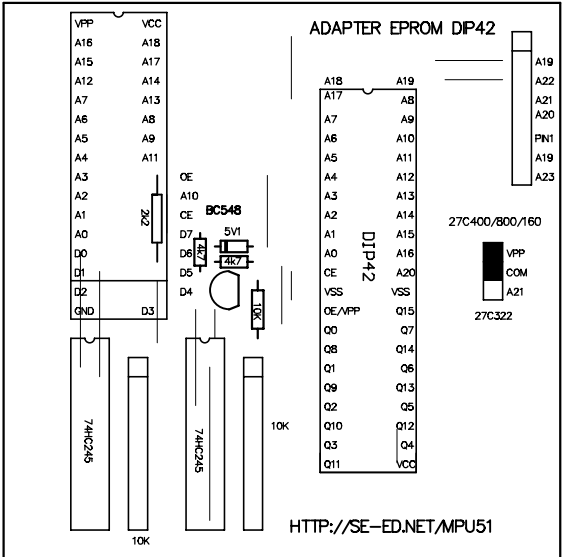 ADAPTER EPROM DIP42
VPP VCC
A16 A18
A15 A17
A12 A14
A7 A13
A6 A8
A5 A9
A4 A11
A3 OE
A2 A10
A1 CE
A0 D7
D0 D6
D1 D5
D2 D4
GND D3
2K2
BC548
5V1
4k7
4k7
10K
A18 A19
A17 A8
A7 A9
A6 A10
A5 A11
A4 A12
A3 A13
A2 A14
A1 A15
A0 A16
CE A20
VSS VSS
OE/VPP Q15
Q0 Q7
Q8 Q14
Q1 Q6
Q9 Q13
Q2 Q5
Q10 Q12
Q3 Q4
Q11 VCC
DIP42
A19
A22
A21
A20
PIN1
A19
A23
27C400/800/160
VPP
COM
A21
27C322
74HC245
74HC245
10K
10K
HTTP://SE-ED.NET/MPU51